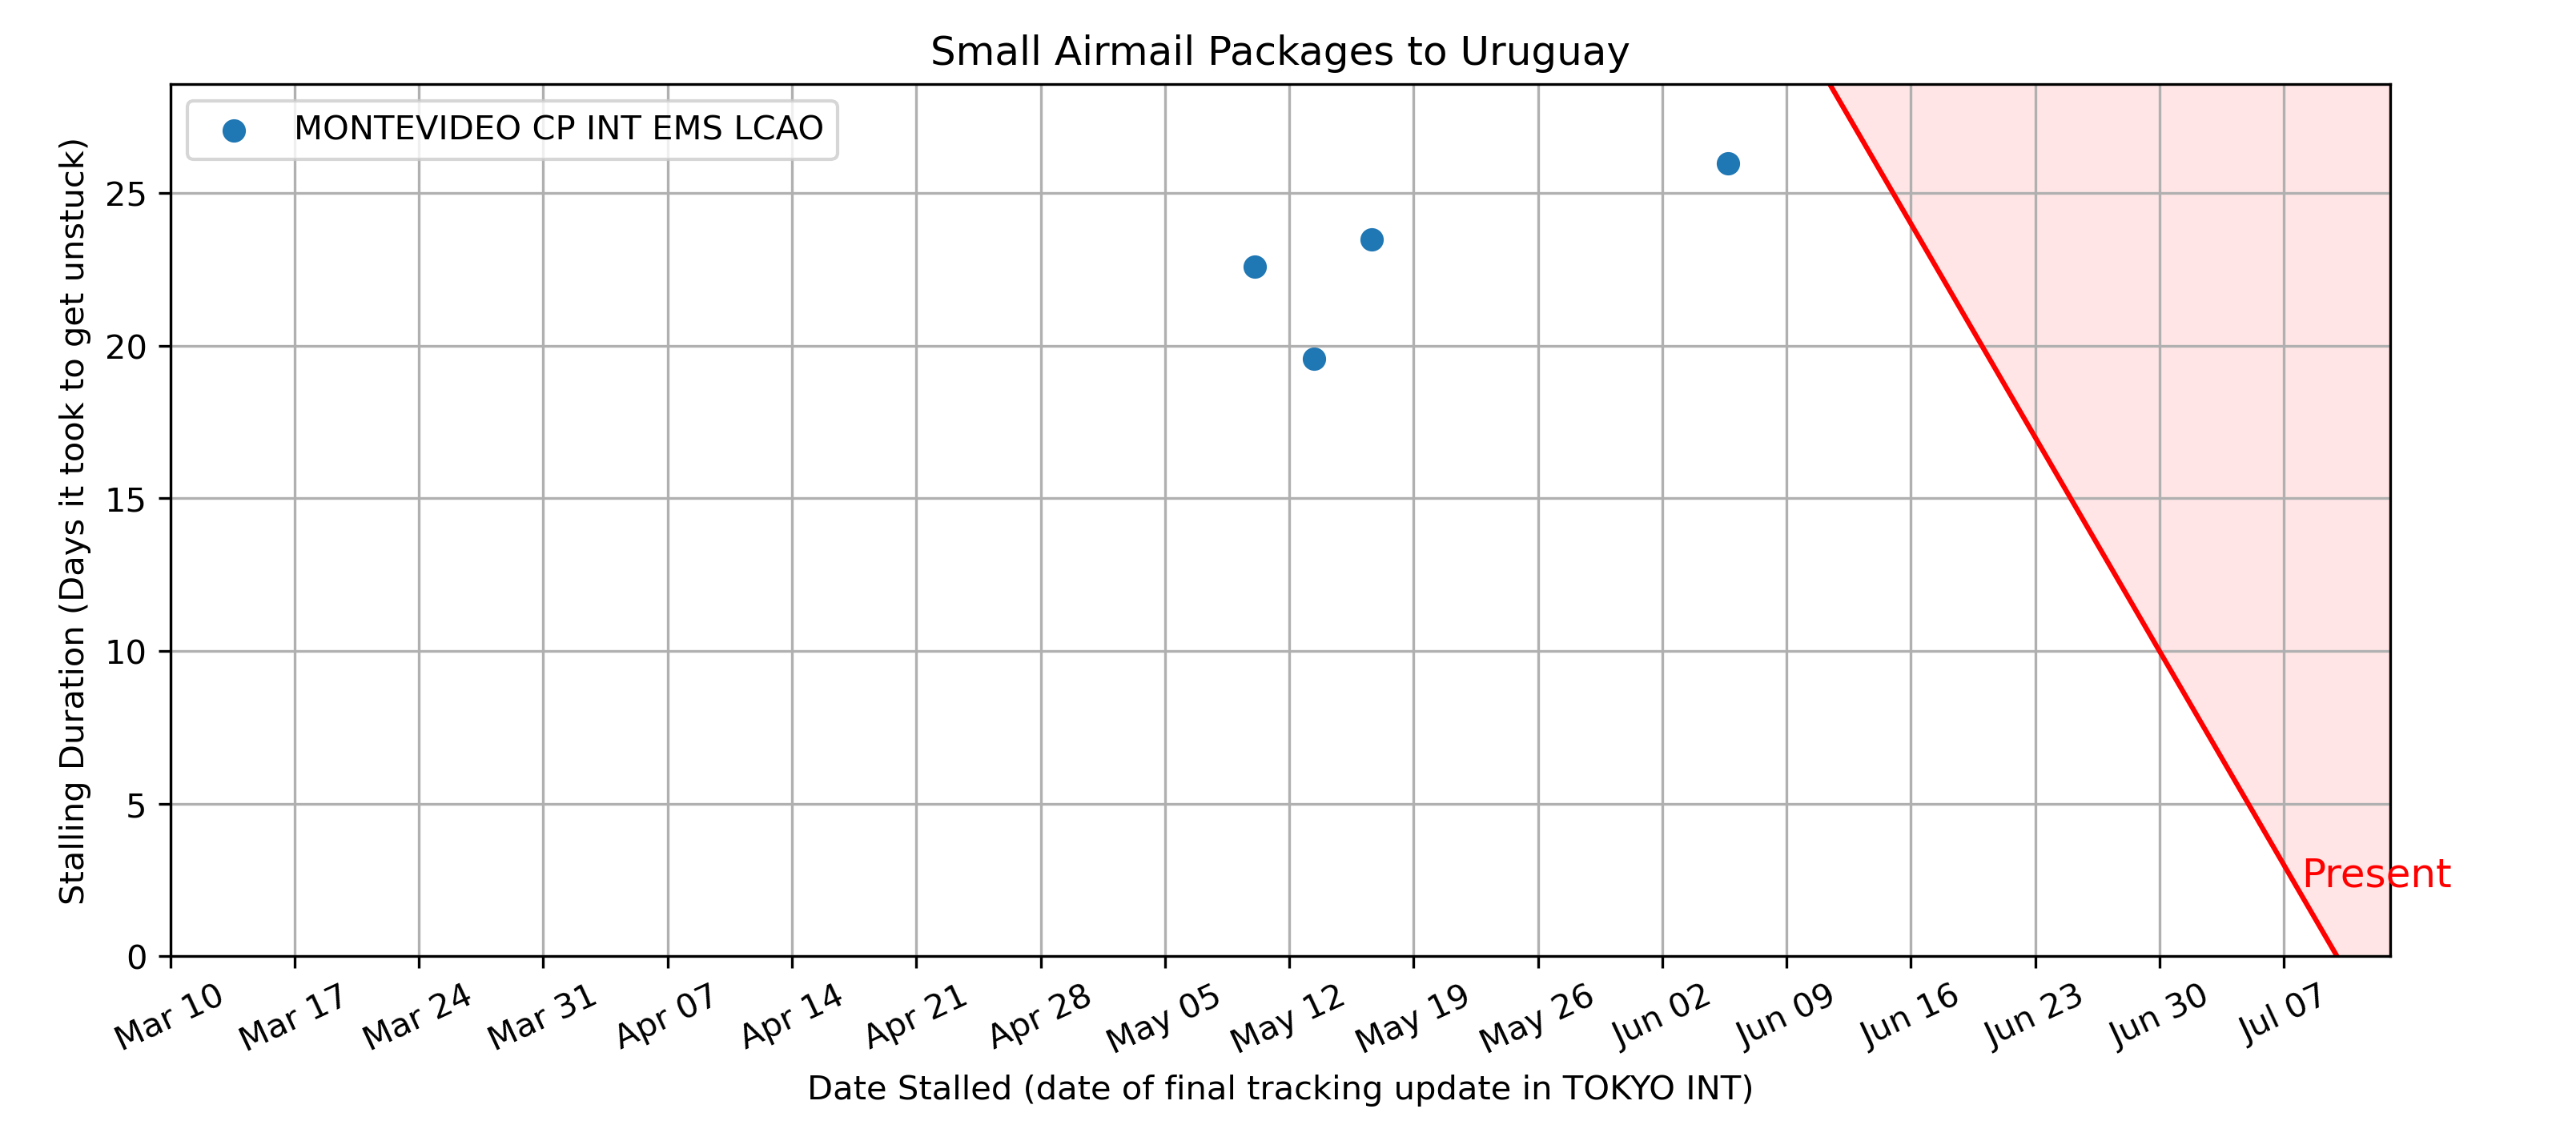 Small Airmail Packages to Uruguay
MONTEVIDEO CP INT EMS LCAO
Stalling Duration (Days it took to get unstuck)
25
20
15
10
5
0
Present
Mar 10
Mar 17
Mar 24
Mar 31
Apr 07
Apr 14
Apr 21
Apr 28
May 05
May 12
May 19
May 26
Jun 02
Jun 09
Jun 16
Jun 23
Jun 30
Jul 07
Date Stalled (date of final tracking update in TOKYO INT)